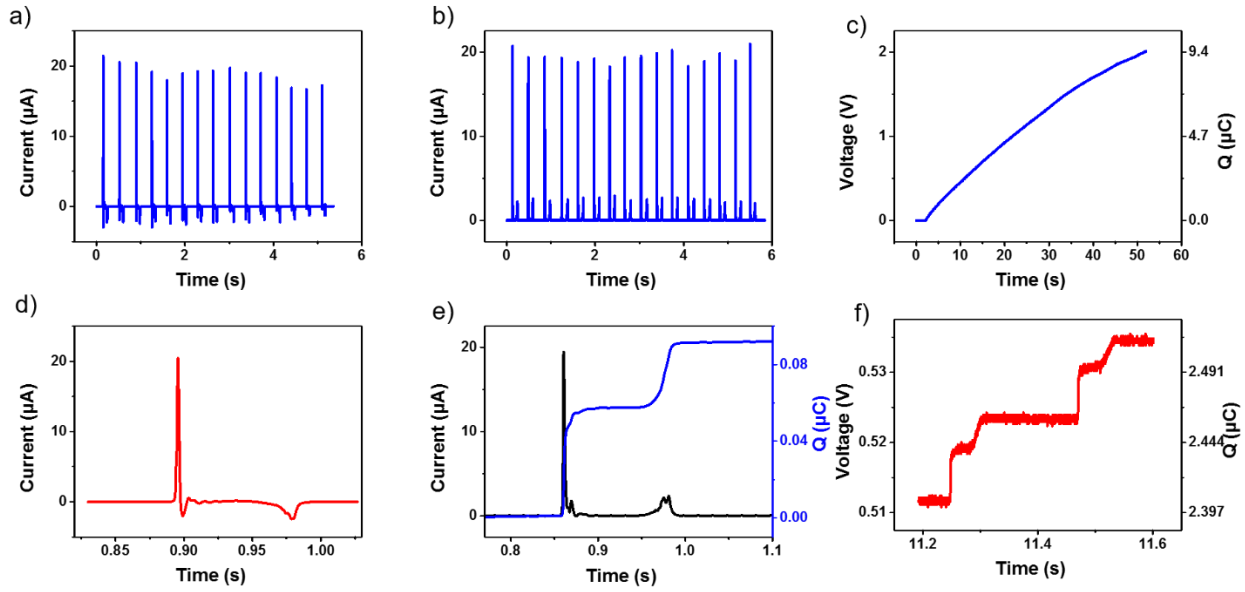 a)
Current (µA)
20
10
0
0
2
4
6
Time (s)
b)
Current (µA)
20
10
0
0
2
4
6
Time (s)
c)
Voltage (V)
2
1
0
9.4
4.7
0.0
Q (µC)
0
10
20
30
40
50
60
Time (s)
d)
Current (µA)
20
10
0
0.85
0.90
0.95
1.00
Time (s)
e)
Current (µA)
20
10
0
0.08
0.04
0.00
Q (µC)
0.8
0.9
1.0
1.1
Time (s)
f)
Voltage (V)
0.53
0.52
0.51
2.491
2.444
2.397
Q (µC)
11.2
11.4
11.6
Time (s)